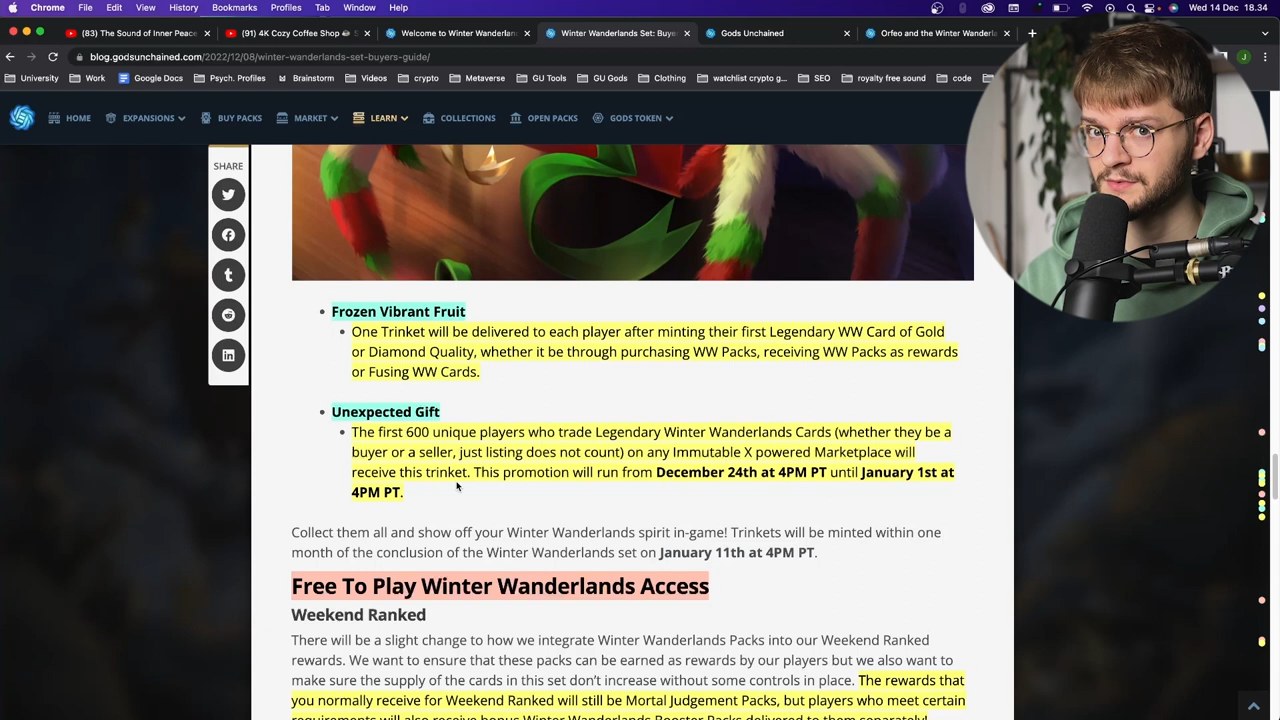 Chrome File Edit View History Bookmarks Profiles Tab Window Help
Wed 14 Dec 18.34
(83) The Sound of Inner Peace
(91) 4K Cozy Coffee Shop
Welcome to Winter Wanderlan
Winter Wanderlands Set: Buye
Gods Unchained
Orfeo and the Winter Wanderla
blog.godsunchained.com/2022/12/08/winter-wanderlands-set-buyers-guide/
J
University Work Google Docs Psych. Profiles Brainstorm Videos crypto Metaverse GU Tools GU Gods Clothing watchlist crypto g... SEO royalty free sound code
HOME EXPANSIONS BUY PACKS MARKET LEARN COLLECTIONS OPEN PACKS GODS TOKEN
SHARE
Frozen Vibrant Fruit
One Trinket will be delivered to each player after minting their first Legendary WW Card of Gold
or Diamond Quality, whether it be through purchasing WW Packs, receiving WW Packs as rewards
or Fusing WW Cards.
Unexpected Gift
The first 600 unique players who trade Legendary Winter Wanderlands Cards (whether they be a
buyer or a seller, just listing does not count) on any Immutable X powered Marketplace will
receive this trinket. This promotion will run from December 24th at 4PM PT until January 1st at
4PM PT.
Collect them all and show off your Winter Wanderlands spirit in-game! Trinkets will be minted within one
month of the conclusion of the Winter Wanderlands set on January 11th at 4PM PT.
Free To Play Winter Wanderlands Access
Weekend Ranked
There will be a slight change to how we integrate Winter Wanderlands Packs into our Weekend Ranked
rewards. We want to ensure that these packs can be earned as rewards by our players but we also want to
make sure the supply of the cards in this set don't increase without some controls in place. The rewards that
you normally receive for Weekend Ranked will still be Mortal Judgement Packs, but players who meet certain
requirements will also receive bonus Winter Wanderlands Booster Packs delivered to them separately!